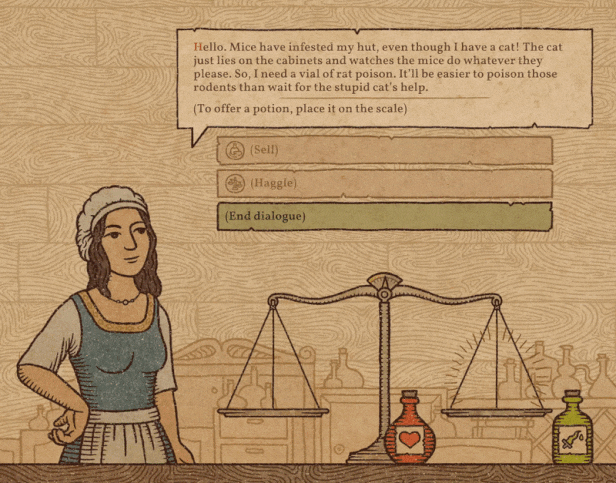 Hello. Mice have infested my hut, even though I have a cat! The cat
just lies on the cabinets and watches the mice do whatever they
please. So, I need a vial of rat poison. It'll be easier to poison those
rodents than wait for the stupid cat's help.
(To offer a potion, place it on the scale)
(Sell)
(Haggle)
(End dialogue)